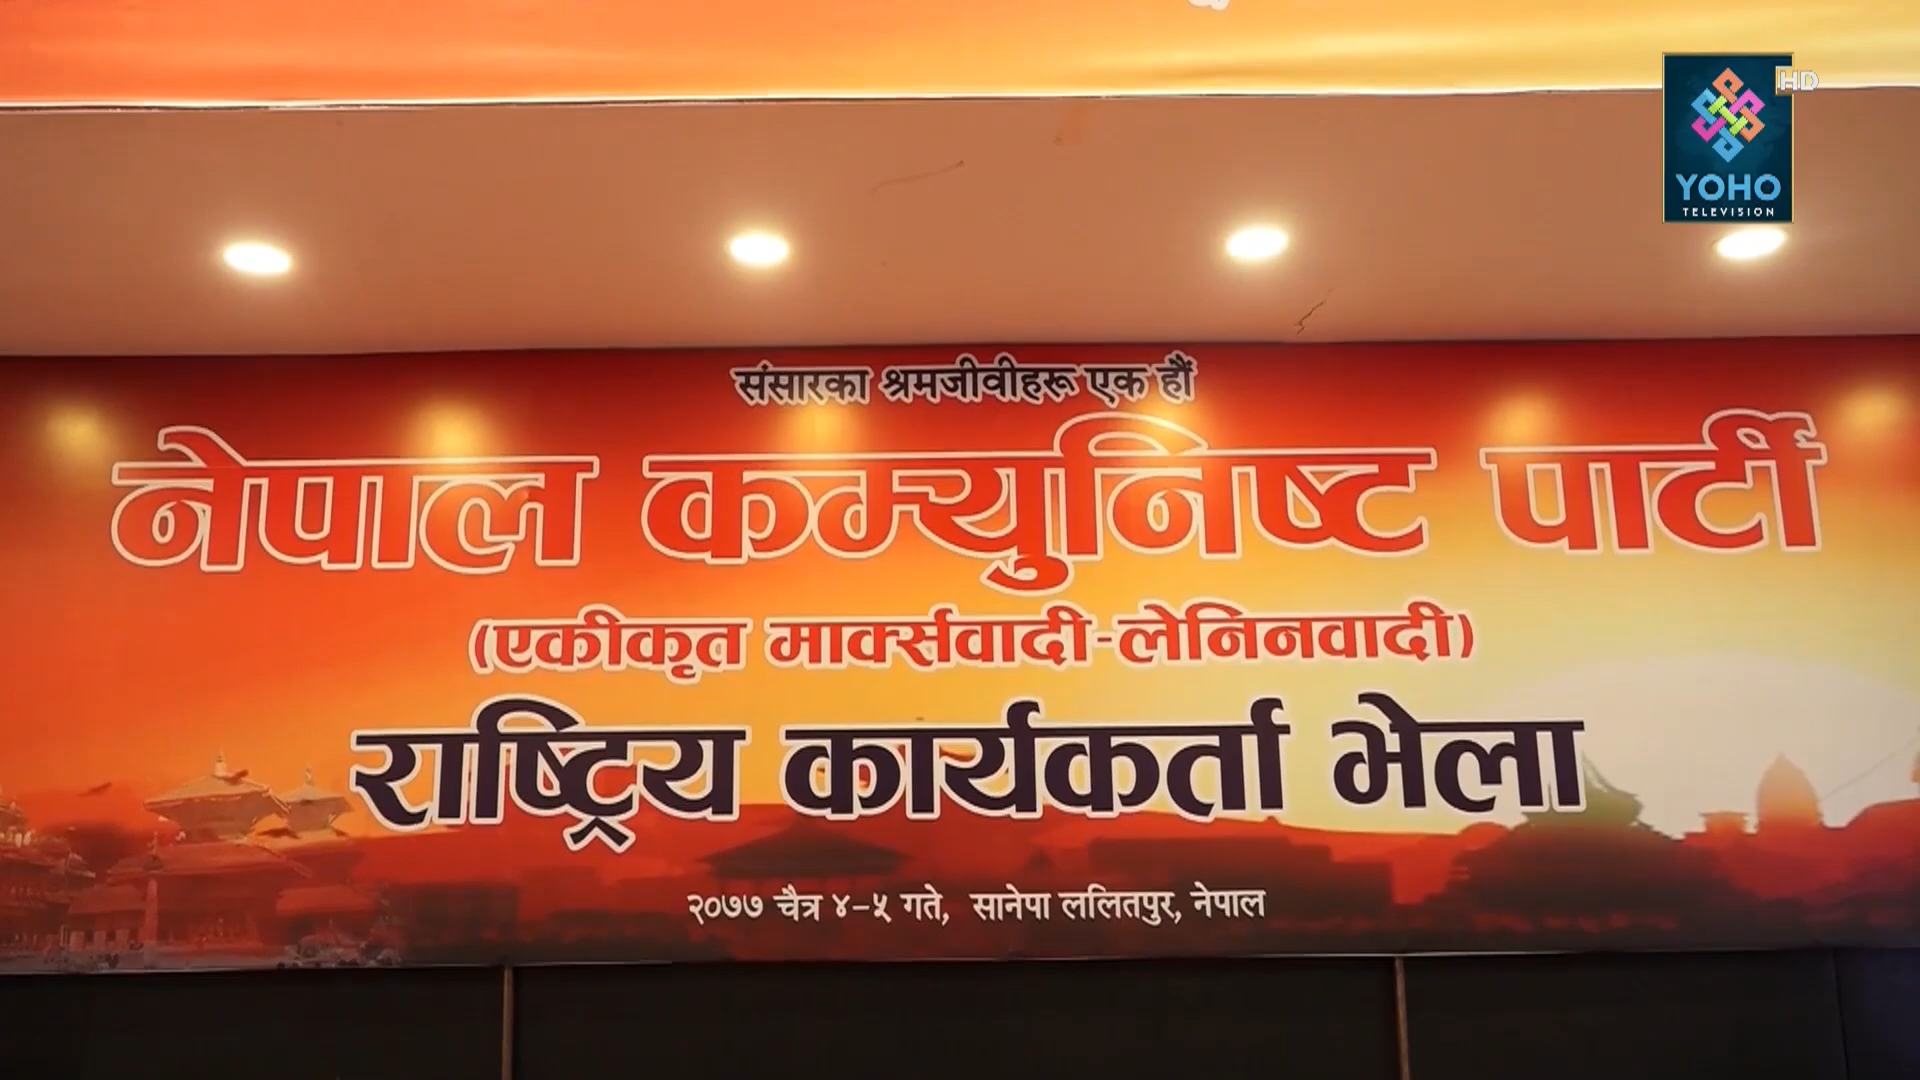 HD
YOHO
TELEVISION
संसारका श्रमजीवीहरू एक हौं
नेपाल कम्युनिष्ट पार्टी
(एकीकृत मार्क्सवादी-लेनिनवादी)
राष्ट्रिय कार्यकर्ता भेला
२०७७ चैत्र ४-५ गते, सानेपा ललितपुर, नेपाल